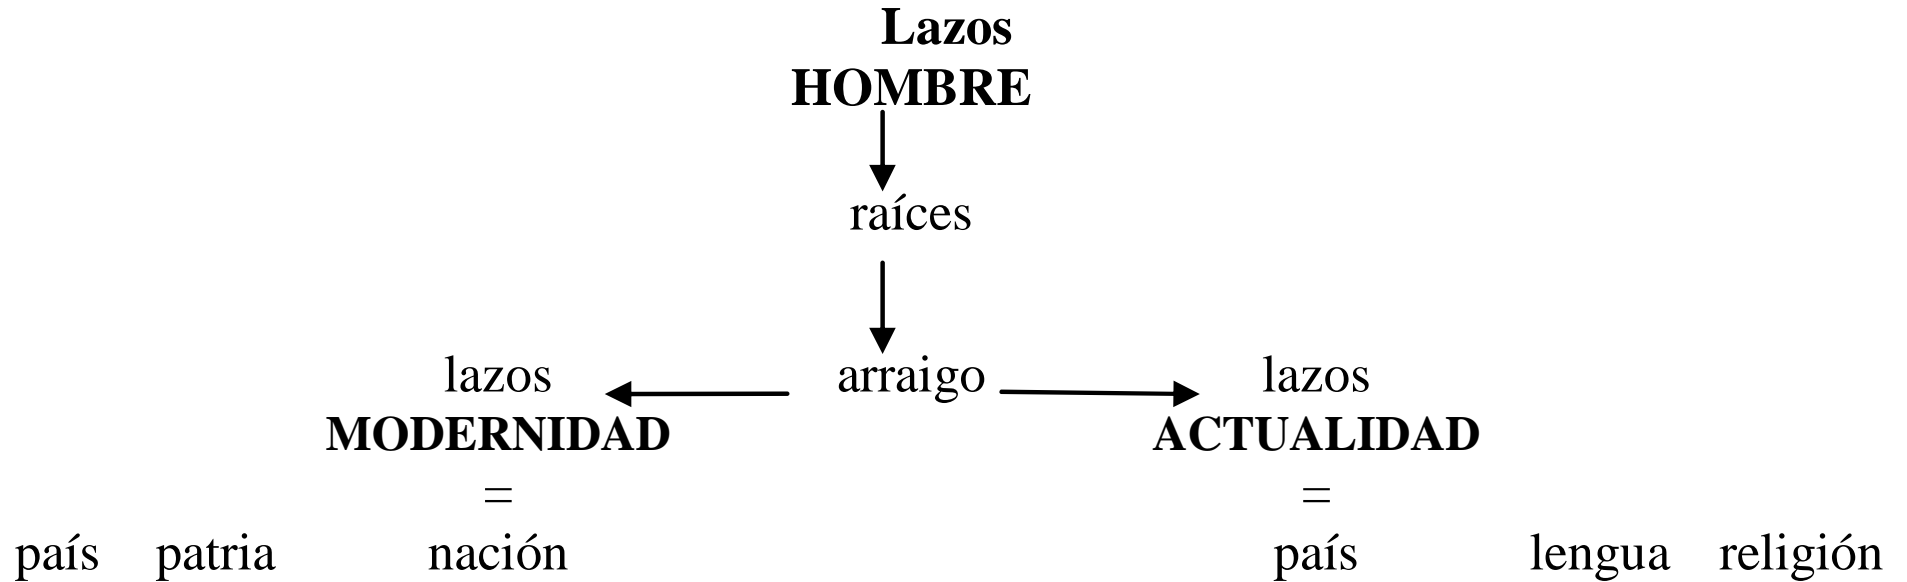 Lazos
HOMBRE
raíces
lazos arraigo lazos
MODERNIDAD ACTUALIDAD
= =
país patria nación país lengua religión